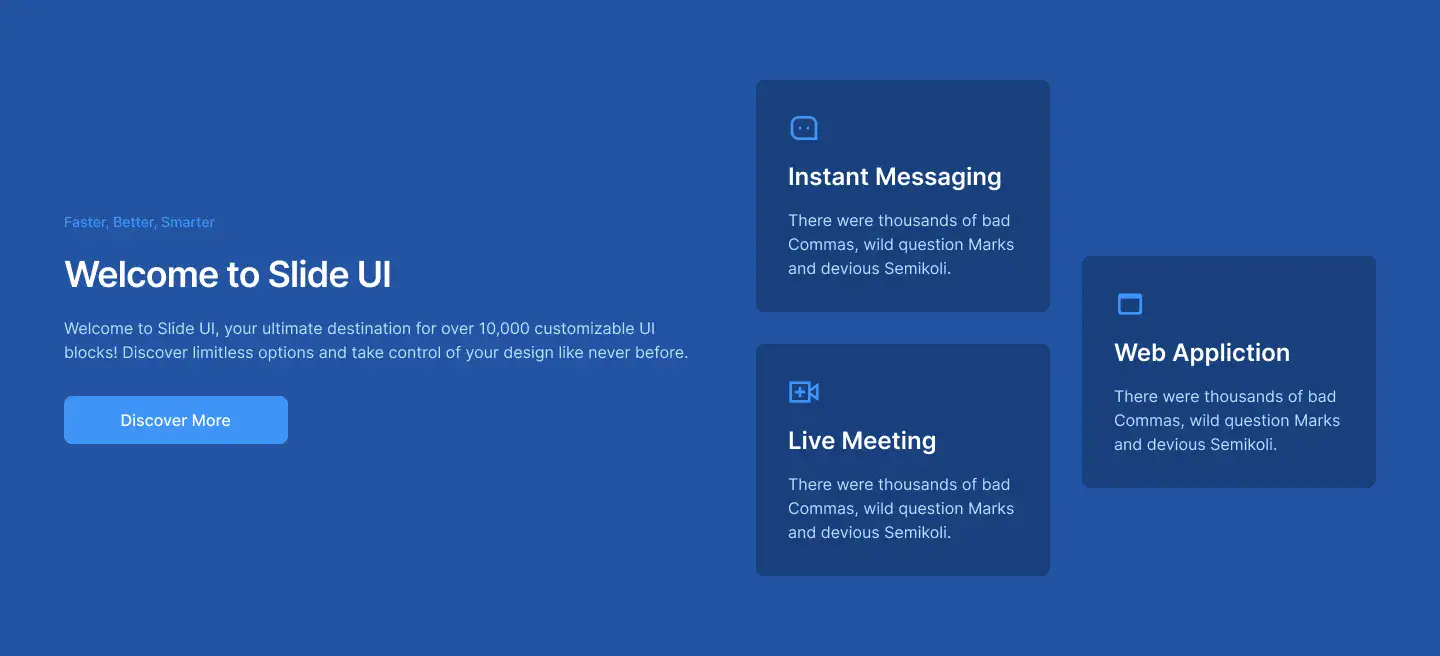 Faster, Better, Smarter
Welcome to Slide UI
Welcome to Slide UI, your ultimate destination for over 10,000 customizable UI
blocks! Discover limitless options and take control of your design like never before.
Discover More
Instant Messaging
There were thousands of bad
Commas, wild question Marks
and devious Semikoli.
Live Meeting
There were thousands of bad
Commas, wild question Marks
and devious Semikoli.
Web Appliction
There were thousands of bad
Commas, wild question Marks
and devious Semikoli.